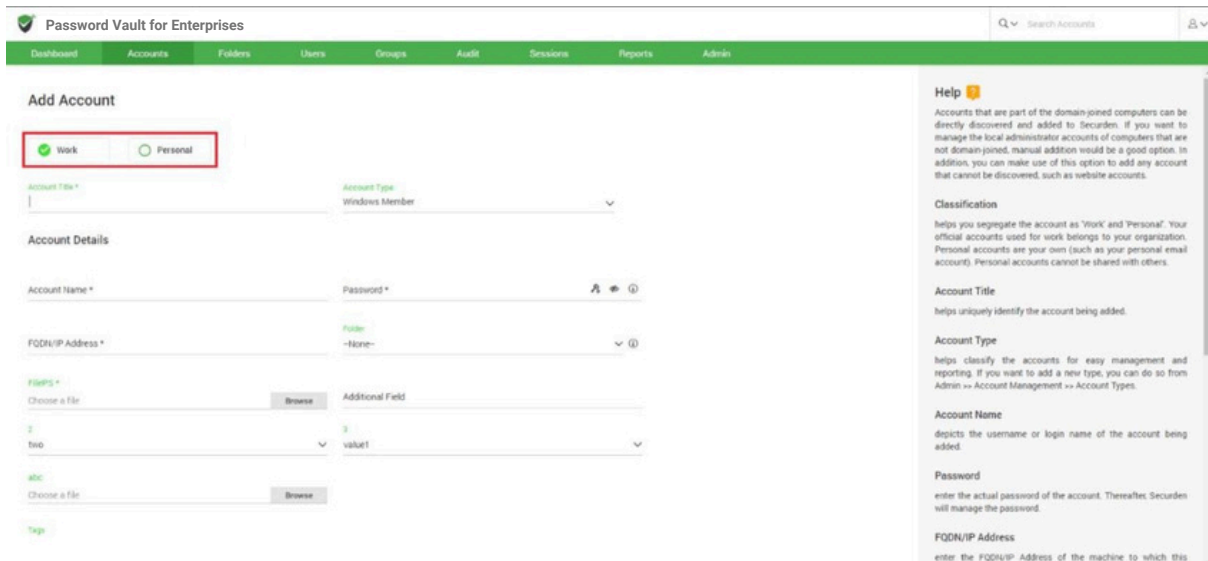 Password Vault for Enterprises
Search Accounts
Dashboard Accounts Folders Users Groups Audit Sessions Reports Admin
Add Account
Work Personal
Account Title * Account Type
Windows Member
Account Details
Account Name * Password *
Folder
FQDN/IP Address * -None-
FilePS *
Choose a file Browse Additional Field
2 3
two value1
abc
Choose a file Browse
Tags
Help ?
Accounts that are part of the domain-joined computers can be
directly discovered and added to Securden. If you want to
manage the local administrator accounts of computers that are
not domain-joined, manual addition would be a good option. In
addition, you can make use of this option to add any account
that cannot be discovered, such as website accounts.
Classification
helps you segregate the account as 'Work' and 'Personal'. Your
official accounts used for work belongs to your organization.
Personal accounts are your own (such as your personal email
account). Personal accounts cannot be shared with others.
Account Title
helps uniquely identify the account being added.
Account Type
helps classify the accounts for easy management and
reporting. If you want to add a new type, you can do so from
Admin >> Account Management >> Account Types.
Account Name
depicts the username or login name of the account being
added.
Password
enter the actual password of the account. Thereafter, Securden
will manage the password.
FQDN/IP Address
enter the FQDN/IP Address of the machine to which this